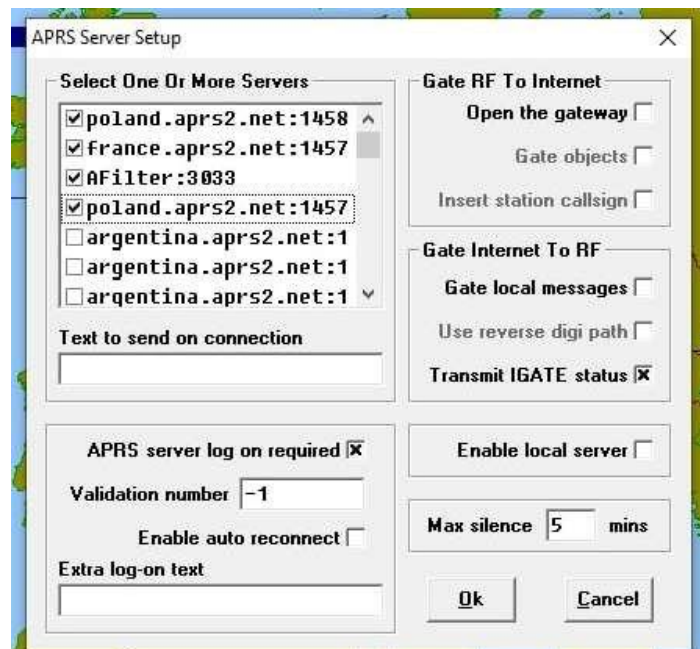 APRS Server Setup
Select One Or More Servers
poland.aprs2.net:1458
france.aprs2.net:1457
AFilter:3033
poland.aprs2.net:1457
argentina.aprs2.net:1
argentina.aprs2.net:1
argentina.aprs2.net:1
Text to send on connection
Gate RF To Internet
Open the gateway
Gate objects
Insert station callsign
Gate Internet To RF
Gate local messages
Use reverse digi path
Transmit IGATE status
APRS server log on required
Validation number -1
Enable auto reconnect
Extra log-on text
Enable local server
Max silence 5 mins
Ok
Cancel